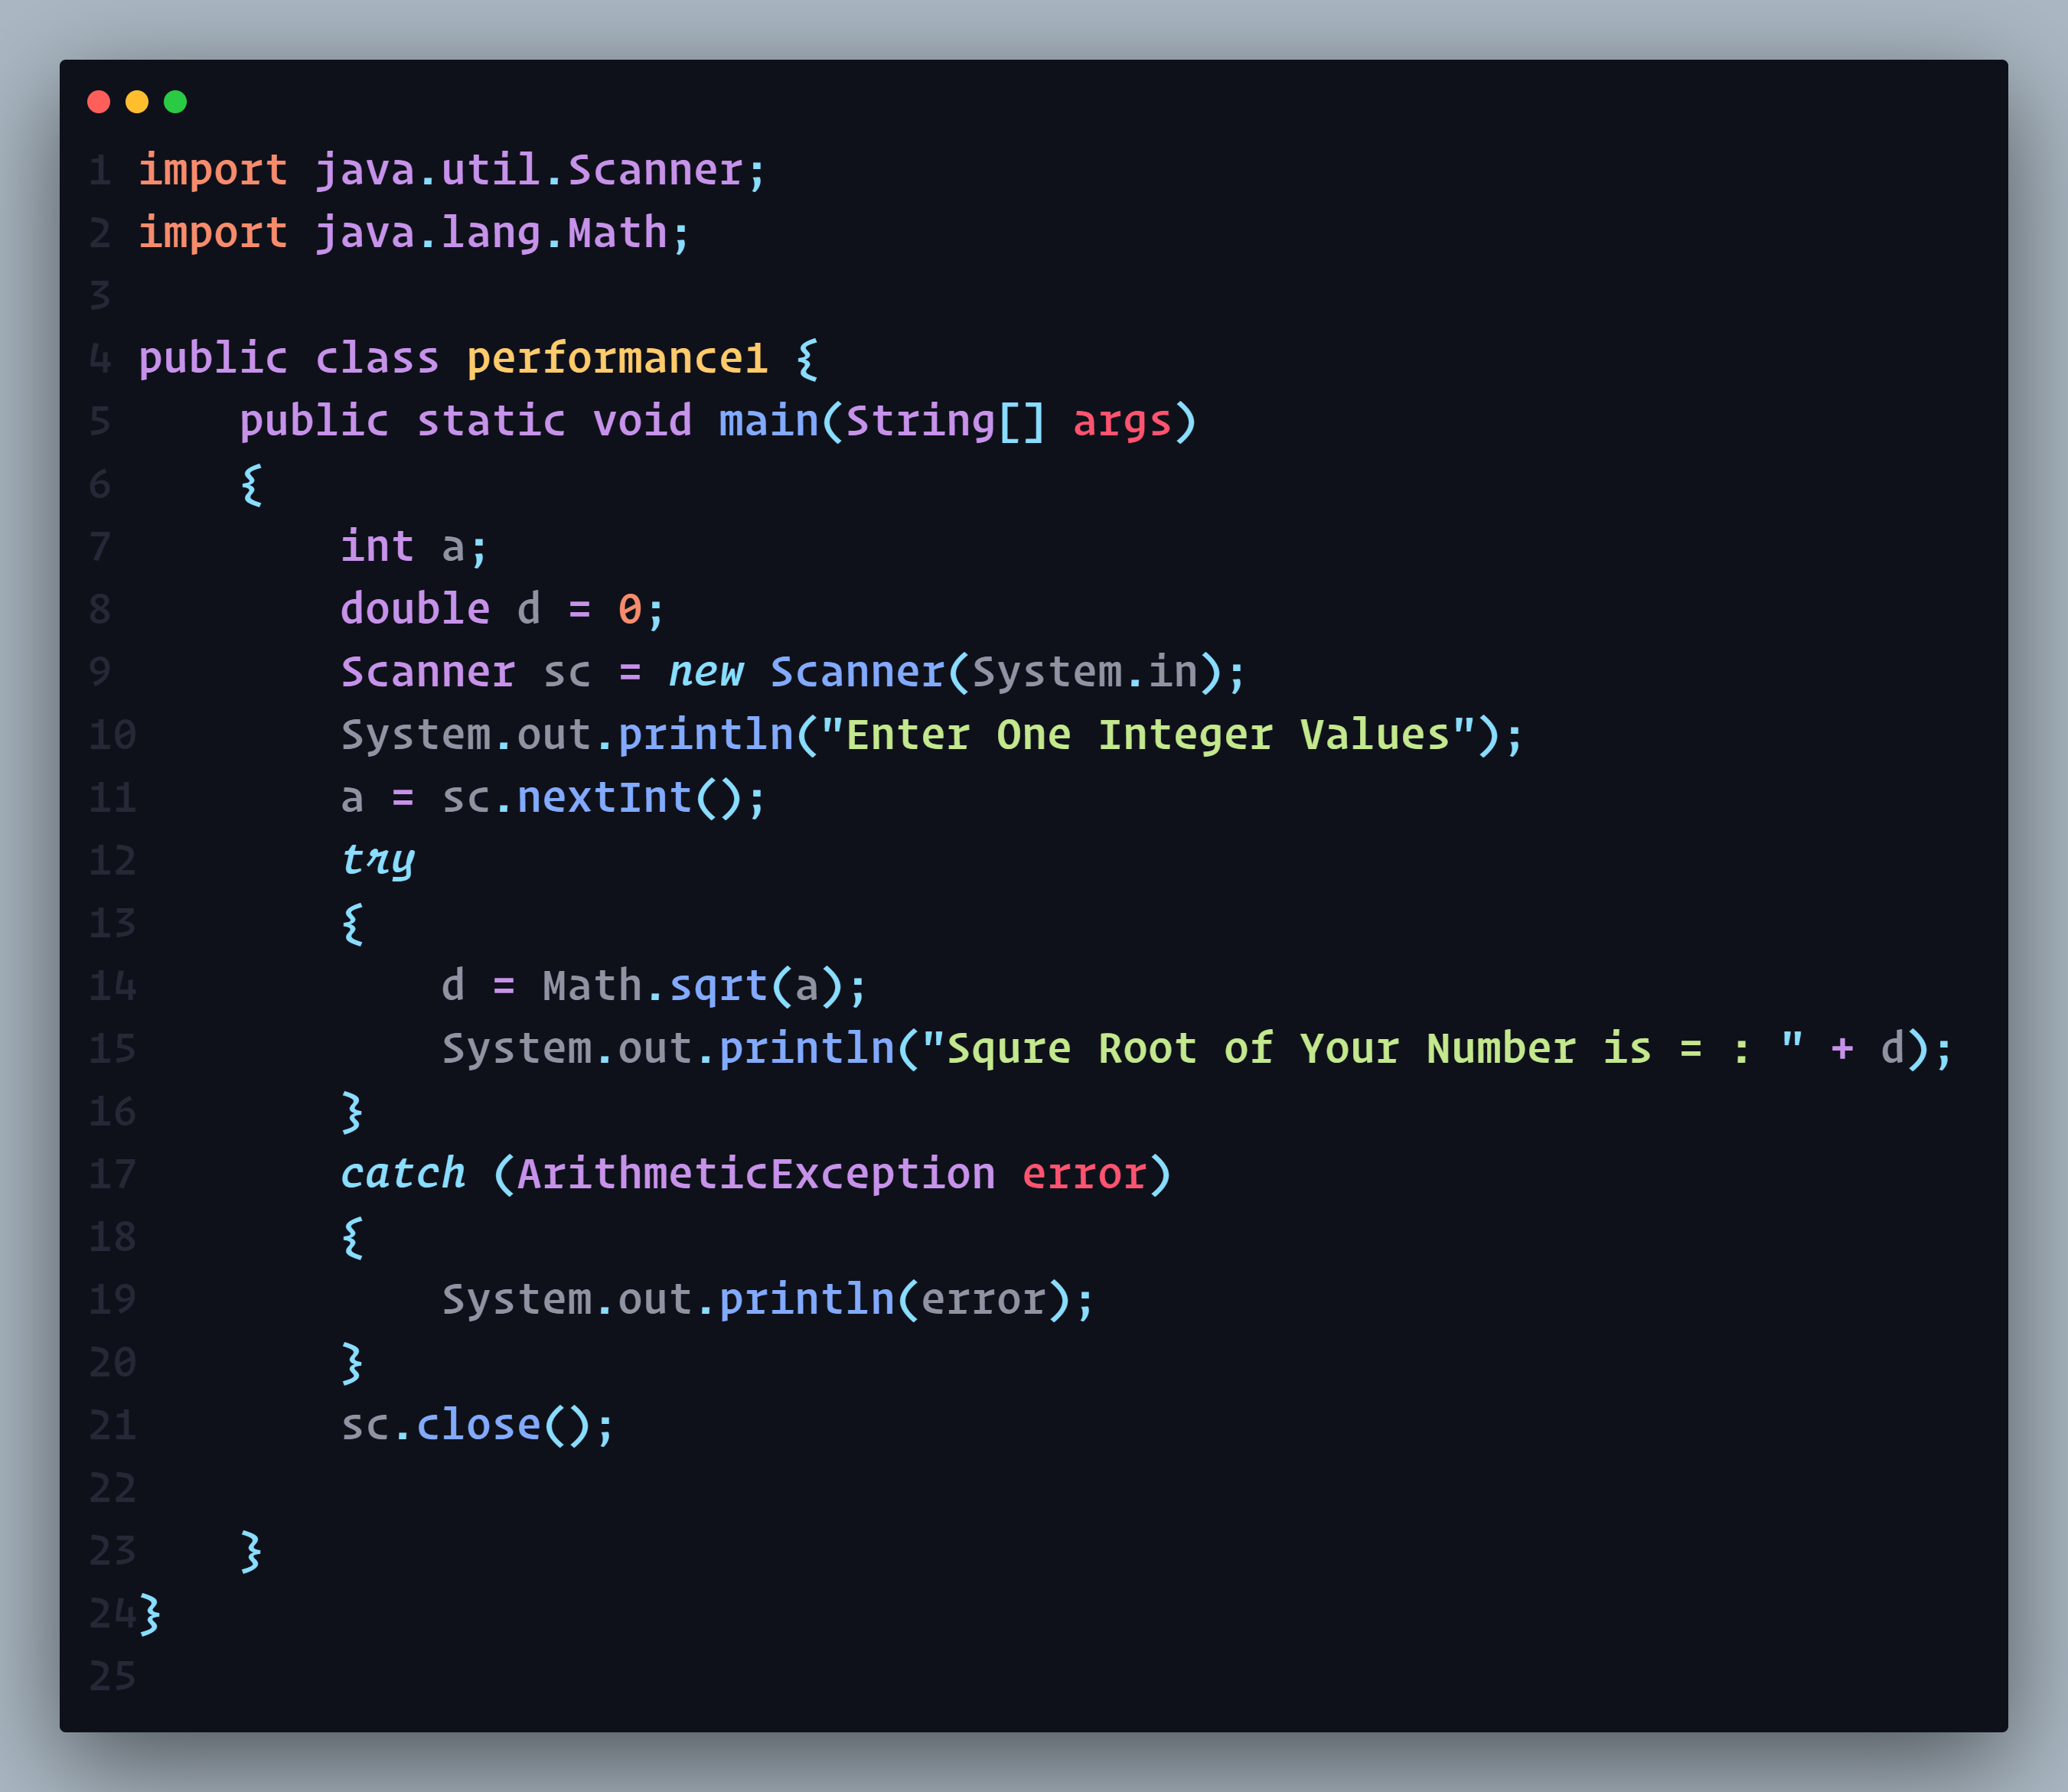 1 import java.util.Scanner;
2 import java.lang.Math;
3
4 public class performance1 {
5     public static void main(String[] args)
6     {
7         int a;
8         double d = 0;
9         Scanner sc = new Scanner(System.in);
10        System.out.println("Enter One Integer Values");
11        a = sc.nextInt();
12        try
13        {
14            d = Math.sqrt(a);
15            System.out.println("Squre Root of Your Number is = : " + d);
16        }
17        catch (ArithmeticException error)
18        {
19            System.out.println(error);
20        }
21        sc.close();
22
23    }
24}
25